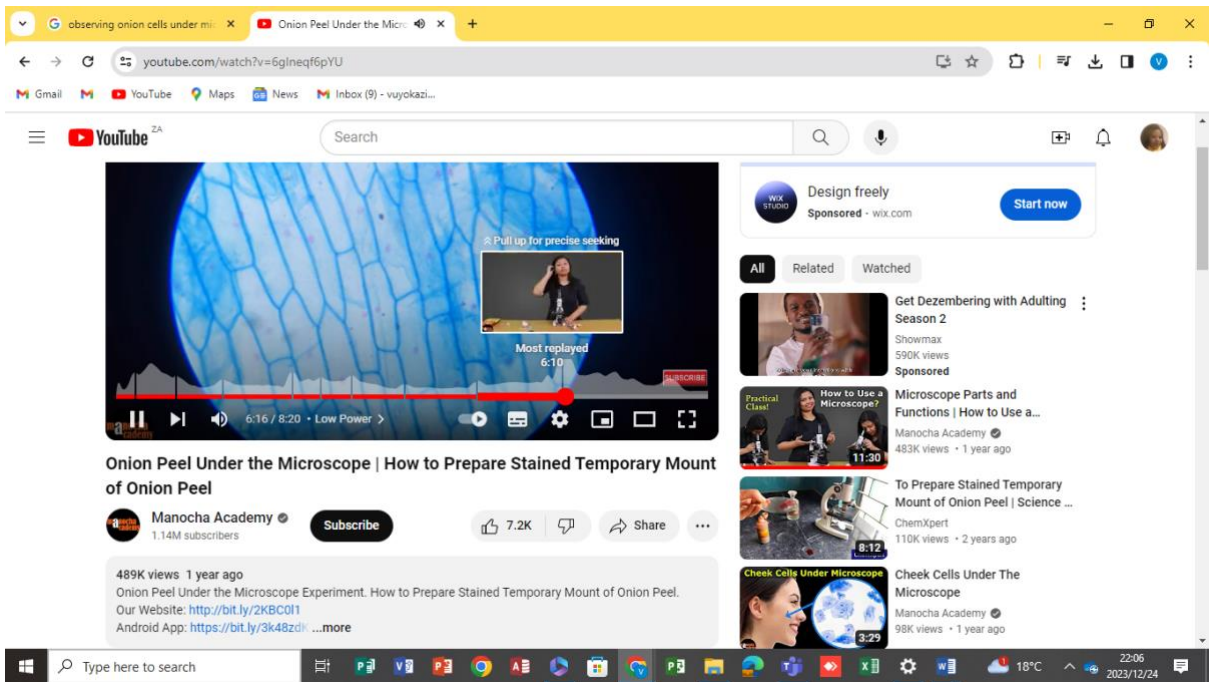 observing onion cells under mi
Onion Peel Under the Micro
youtube.com/watch?v=6glneqf6pYU
Gmail YouTube Maps News Inbox (9) - vuyokazi...
YouTube ZA
Search
Pull up for precise seeking
Most replayed
6:10
SUBSCRIBE
6:16 / 8:20 • Low Power >
Onion Peel Under the Microscope | How to Prepare Stained Temporary Mount
of Onion Peel
Manocha Academy
1.14M subscribers
Subscribe
7.2K
Share
489K views 1 year ago
Onion Peel Under the Microscope Experiment. How to Prepare Stained Temporary Mount of Onion Peel.
Our Website: http://bit.ly/2KBC0l1
Android App: https://bit.ly/3k48zdK ...more
WIX
STUDIO
Design freely
Sponsored • wix.com
Start now
All Related Watched
Get Dezembering with Adulting
Season 2
Showmax
590K views
Sponsored
Practical
Class!
How to Use a
Microscope?
11:30
Microscope Parts and
Functions | How to Use a...
Manocha Academy
483K views • 1 year ago
8:12
To Prepare Stained Temporary
Mount of Onion Peel | Science ...
ChemXpert
110K views • 2 years ago
Cheek Cells Under Microscope
3:29
Cheek Cells Under The
Microscope
Manocha Academy
98K views • 1 year ago
Type here to search
18°C
22:06
2023/12/24